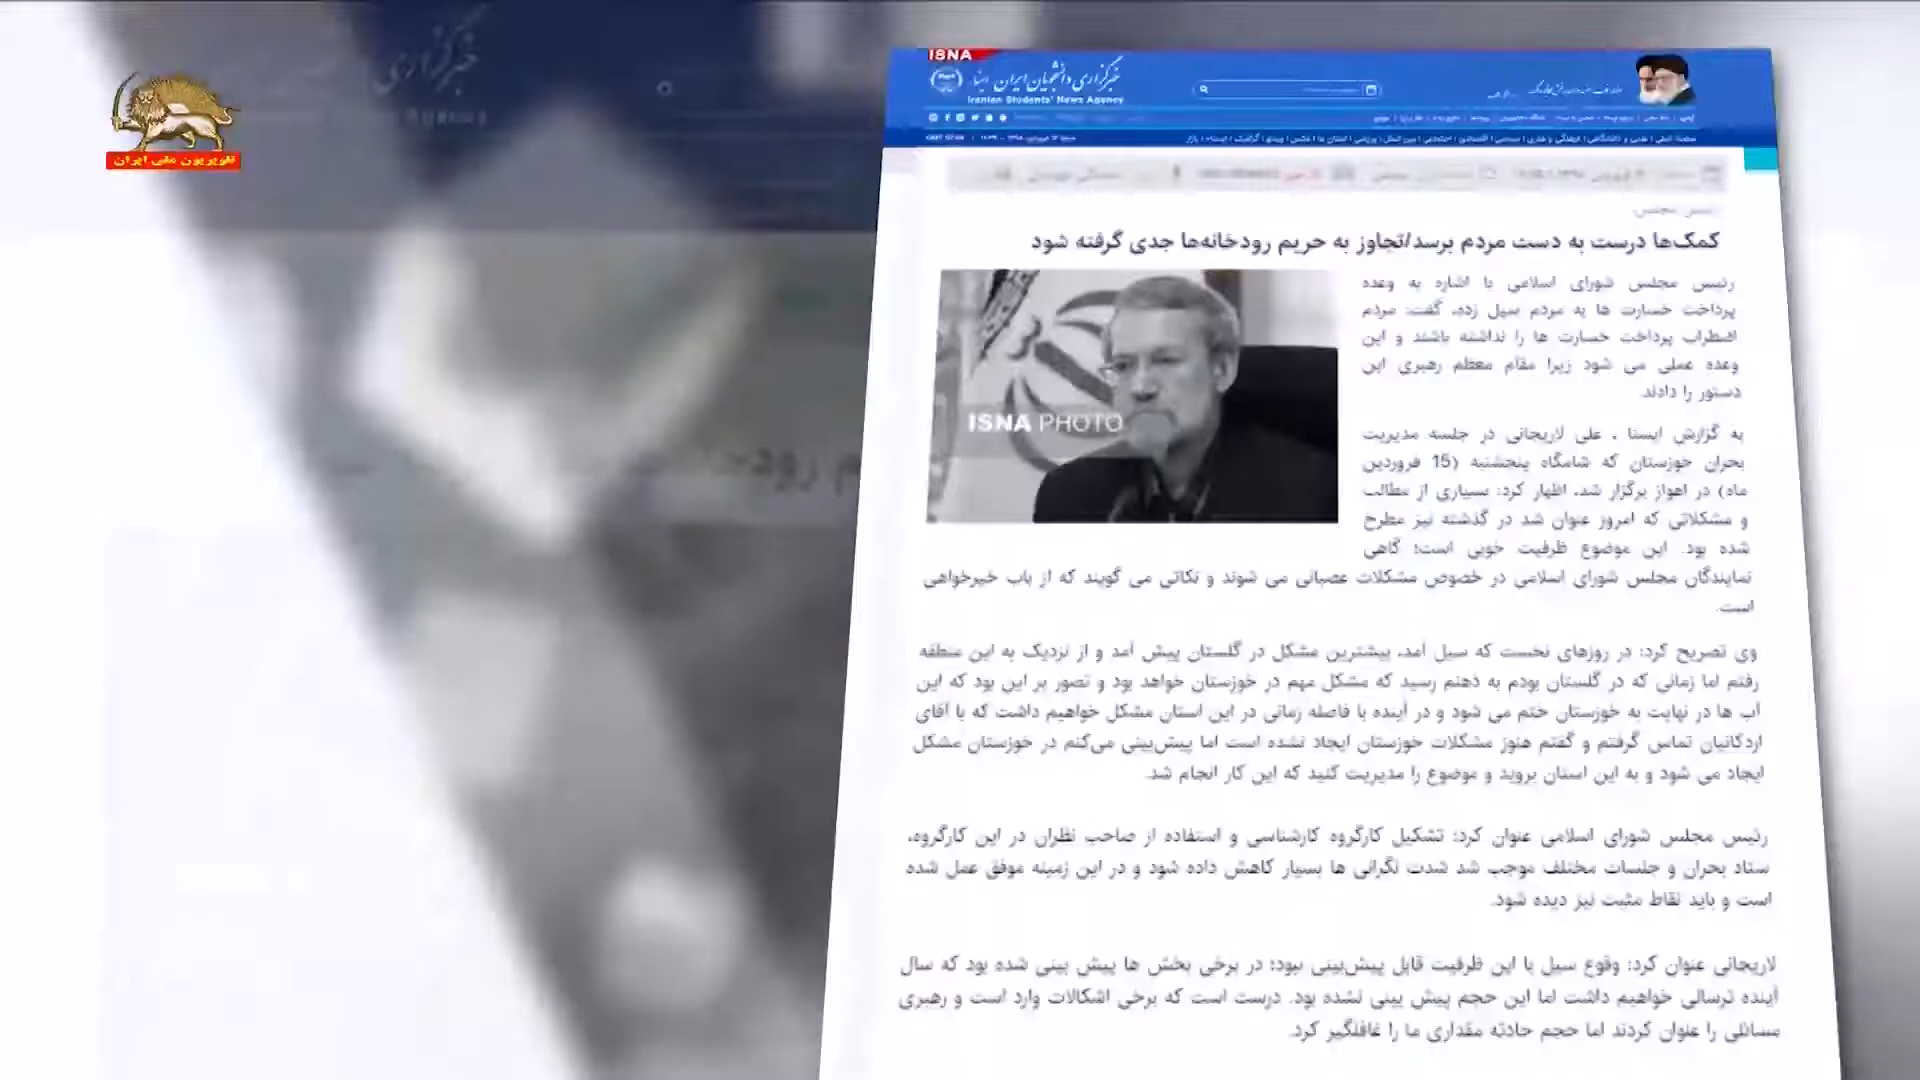 تلویزیون ملی ایران
خبرگزاری
Agency
م رودخا
ISNA
خبرگزاری دانشجویان ایران ایسنا
Iranian Students' News Agency
کمک‌ها درست به دست مردم برسد/تجاوز به حریم رودخانه‌ها جدی گرفته شود
رئیس مجلس شورای اسلامی با اشاره به وعده
پرداخت خسارت ها به مردم سیل زده، گفت: مردم
اضطراب پرداخت خسارت ها را نداشته باشند و این
وعده عملی می شود زیرا مقام معظم رهبری این
دستور را دادند.
ISNA PHOTO
به گزارش ایسنا ، علی لاریجانی در جلسه مدیریت
بحران خوزستان که شامگاه پنجشنبه (15 فروردین
ماه) در اهواز برگزار شد، اظهار کرد: بسیاری از مطالب
و مشکلاتی که امروز عنوان شد در گذشته نیز مطرح
شده بود. این موضوع ظرفیت خوبی است؛ گاهی
نمایندگان مجلس شورای اسلامی در خصوص مشکلات عصبانی می شوند و نکاتی می گویند که از باب خیرخواهی
است.
وی تصریح کرد: در روزهای نخست که سیل آمد، بیشترین مشکل در گلستان پیش آمد و از نزدیک به این منطقه
رفتم اما زمانی که در گلستان بودم به ذهنم رسید که مشکل مهم در خوزستان خواهد بود و تصور بر این بود که این
آب ها در نهایت به خوزستان ختم می شود و در آینده با فاصله زمانی در این استان مشکل خواهیم داشت که با آقای
اردکانیان تماس گرفتم و گفتم هنوز مشکلات خوزستان ایجاد نشده است اما پیش‌بینی می‌کنم در خوزستان مشکل
ایجاد می شود و به این استان بروید و موضوع را مدیریت کنید که این کار انجام شد.
رئیس مجلس شورای اسلامی عنوان کرد: تشکیل کارگروه کارشناسی و استفاده از صاحب نظران در این کارگروه،
ستاد بحران و جلسات مختلف موجب شد شدت نگرانی ها بسیار کاهش داده شود و در این زمینه موفق عمل شده
است و باید نقاط مثبت نیز دیده شود.
لاریجانی عنوان کرد: وقوع سیل با این ظرفیت قابل پیش‌بینی نبود؛ در برخی بخش ها پیش بینی شده بود که سال
آینده ترسالی خواهیم داشت اما این حجم پیش بینی نشده بود. درست است که برخی اشکالات وارد است و رهبری
مسائلی را عنوان کردند اما حجم حادثه مقداری ما را غافلگیر کرد.